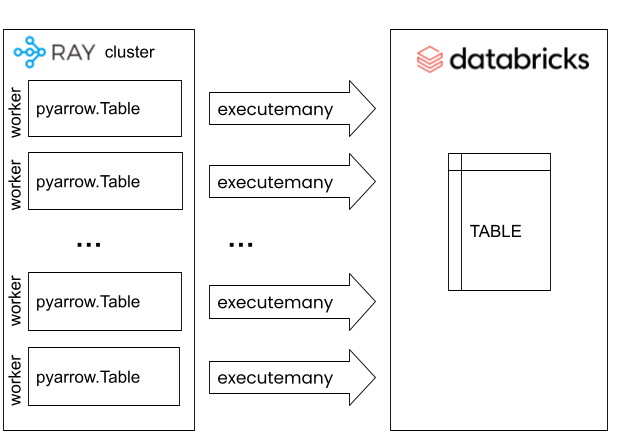 RAY cluster
databricks
worker
pyarrow.Table
executemany
worker
pyarrow.Table
executemany
...
...
TABLE
worker
pyarrow.Table
executemany
worker
pyarrow.Table
executemany